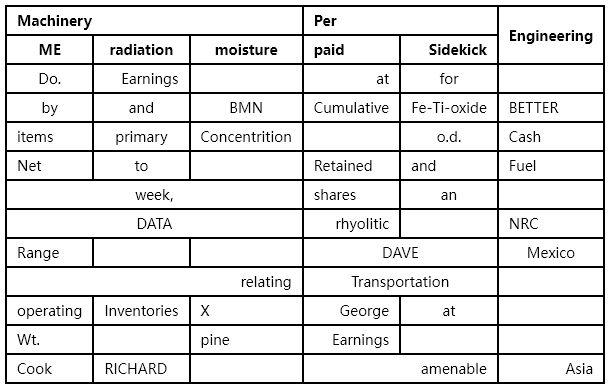 Machinery Per Engineering
ME radiation moisture paid Sidekick
Do. Earnings at for
by and BMN Cumulative Fe-Ti-oxide BETTER
items primary Concentrition o.d. Cash
Net to Retained and Fuel
week, shares an
DATA rhyolitic NRC
Range DAVE Mexico
relating Transportation
operating Inventories X George at
Wt. pine Earnings
Cook RICHARD amenable Asia